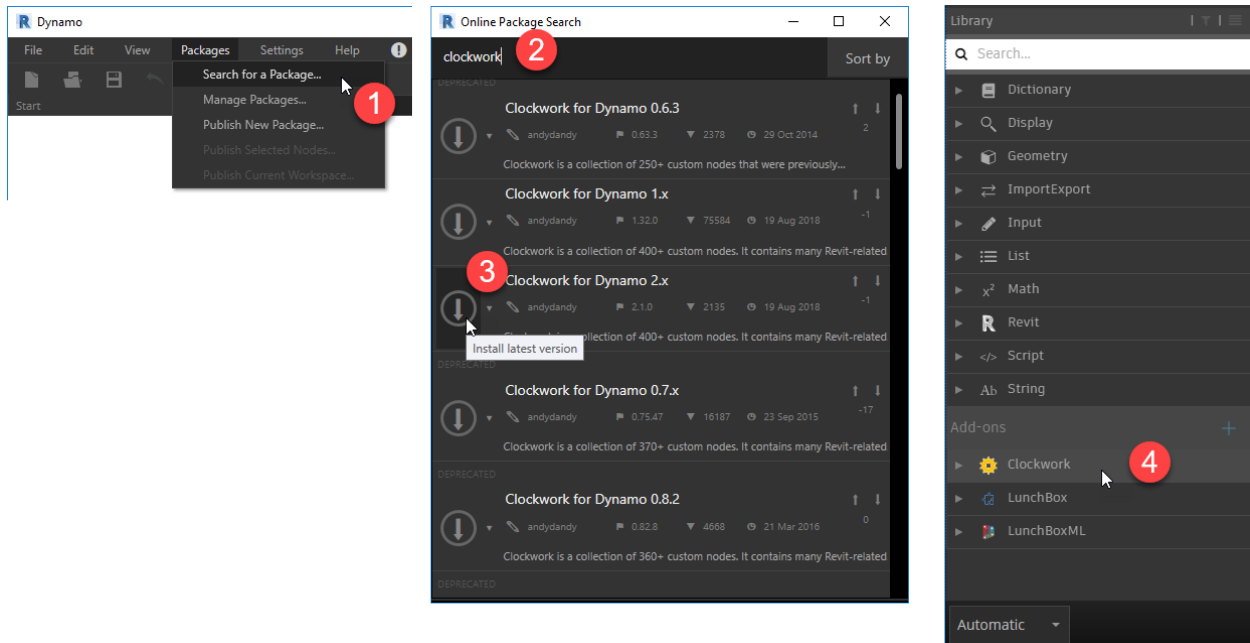 Dynamo
File Edit View Packages Settings Help
Search for a Package...
Manage Packages...
Publish New Package...
Publish Selected Nodes...
Publish Current Workspace...
Start
1
Online Package Search
clockwork
2
Sort by
DEPRECATED
Clockwork for Dynamo 0.6.3
andydandy 0.63.3 2378 29 Oct 2014 2
Clockwork is a collection of 250+ custom nodes that were previously...
Clockwork for Dynamo 1.x
andydandy 1.32.0 75584 19 Aug 2018 -1
Clockwork is a collection of 400+ custom nodes. It contains many Revit-related
3
Clockwork for Dynamo 2.x
andydandy 2.1.0 2135 19 Aug 2018 -1
collection of 400+ custom nodes. It contains many Revit-related
Install latest version
DEPRECATED
Clockwork for Dynamo 0.7.x
andydandy 0.75.47 16187 23 Sep 2015 -17
Clockwork is a collection of 370+ custom nodes. It contains many Revit-related
DEPRECATED
Clockwork for Dynamo 0.8.2
andydandy 0.82.8 4668 21 Mar 2016 0
Clockwork is a collection of 360+ custom nodes. It contains many Revit-related
DEPRECATED
Library
Search...
Dictionary
Display
Geometry
ImportExport
Input
List
Math
Revit
Script
String
Add-ons
Clockwork
4
LunchBox
LunchBoxML
Automatic